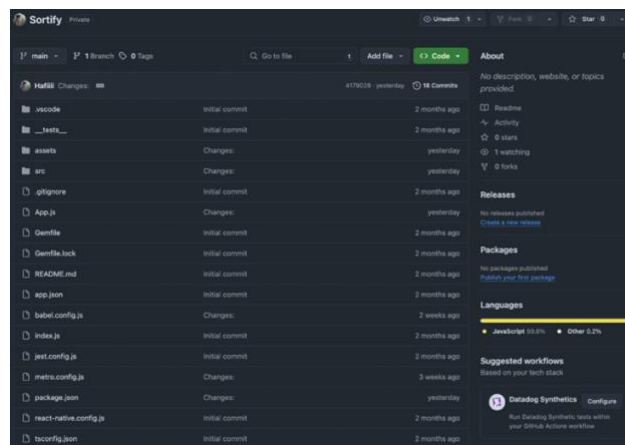 Sortify Private
Unwatch 1
Fork 0
Star 0
main
1 Branch
0 Tags
Go to file
Add file
Code
Hafiiii Changes:
4179028 · yesterday
18 Commits
.vscode Initial commit 2 months ago
__tests__ Initial commit 2 months ago
assets Changes: yesterday
src Changes: yesterday
.gitignore Initial commit 2 months ago
App.js Changes: yesterday
Gemfile Initial commit 2 months ago
Gemfile.lock Initial commit 2 months ago
README.md Initial commit 2 months ago
app.json Initial commit 2 months ago
babel.config.js Changes: 2 weeks ago
index.js Initial commit 2 months ago
jest.config.js Initial commit 2 months ago
metro.config.js Changes: 3 weeks ago
package.json Changes: yesterday
react-native.config.js Initial commit 2 months ago
tsconfig.json Initial commit 2 months ago
About
No description, website, or topics
provided.
Readme
Activity
0 stars
1 watching
0 forks
Releases
No releases published
Create a new release
Packages
No packages published
Publish your first package
Languages
JavaScript 99.8% Other 0.2%
Suggested workflows
Based on your tech stack
Datadog Synthetics Configure
Run Datadog Synthetic tests within
your GitHub Actions workflow